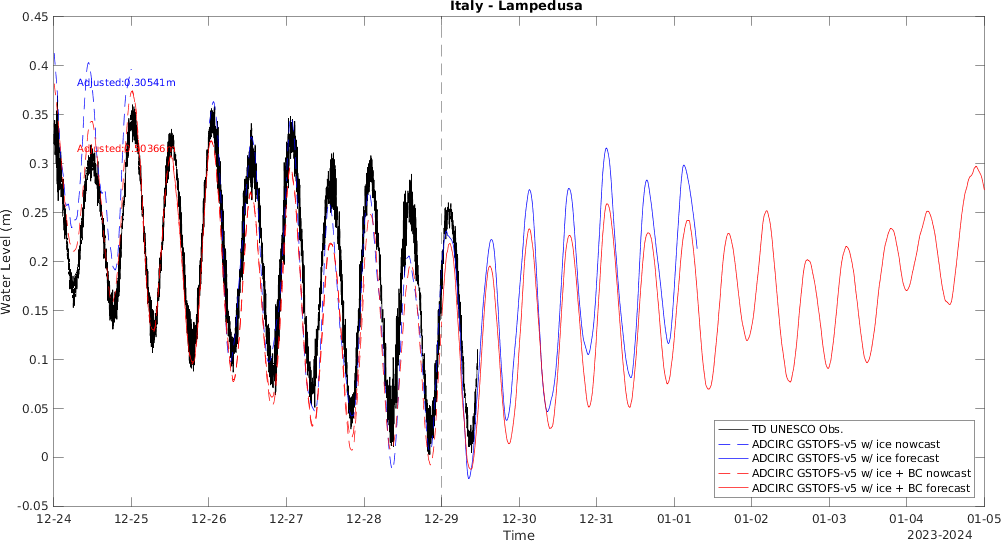 Italy - Lampedusa
Water Level (m)
0.45
0.4
0.35
0.3
0.25
0.2
0.15
0.1
0.05
0
-0.05
Adjusted:0.30541m
TD UNESCO Obs.
ADCIRC GSTOFS-v5 w/ ice nowcast
ADCIRC GSTOFS-v5 w/ ice forecast
ADCIRC GSTOFS-v5 w/ ice + BC nowcast
ADCIRC GSTOFS-v5 w/ ice + BC forecast
12-24 12-25 12-26 12-27 12-28 12-29 12-30 12-31 01-01 01-02 01-03 01-04 01-05
Time
2023-2024